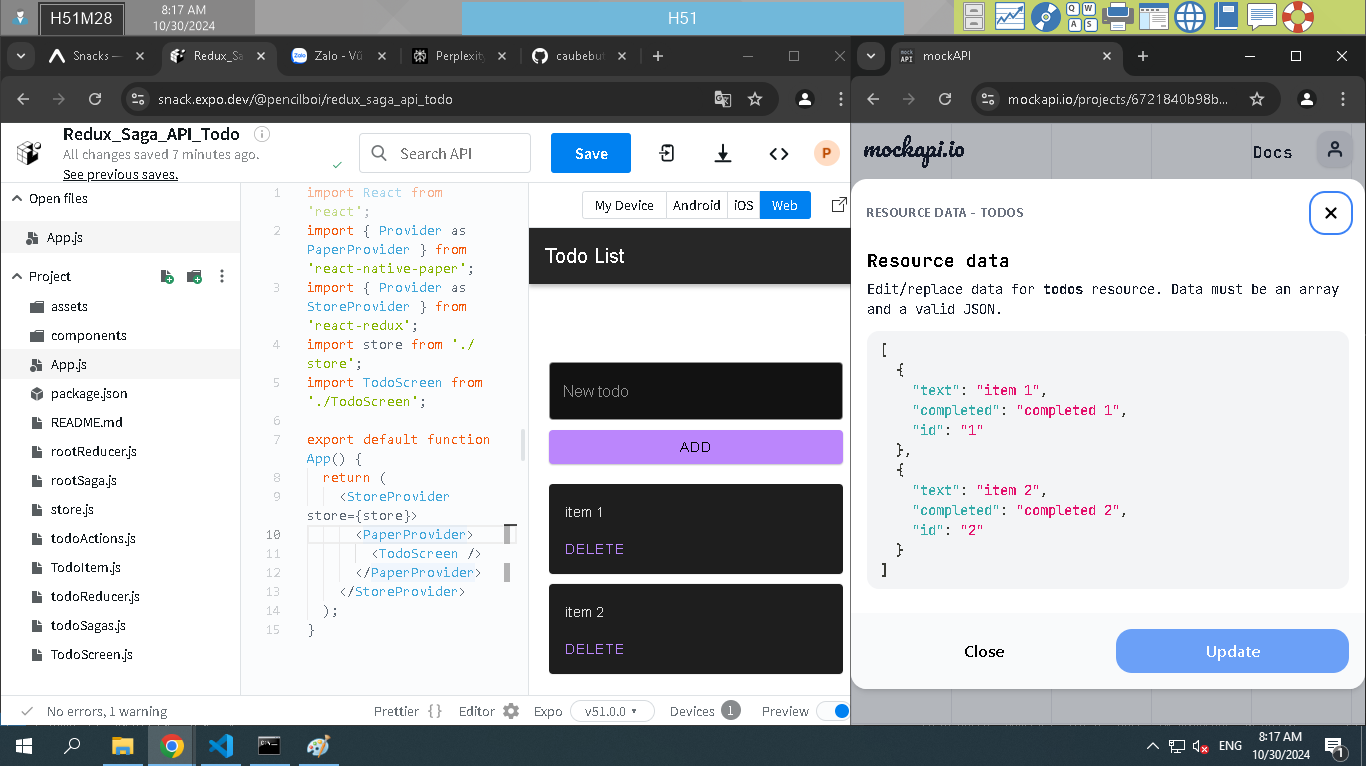 H51M28
8:17 AM
10/30/2024
H51
Q W
A S
Snacks —
Redux_Sa
Zalo - Vũ
Perplexity
caubebut
mockAPI
snack.expo.dev/@pencilboi/redux_saga_api_todo
mockapi.io/projects/6721840b98b...
Redux_Saga_API_Todo
All changes saved 7 minutes ago.
See previous saves.
Search API
Save
P
mockapi.io
Docs
Open files
App.js
Project
assets
components
App.js
package.json
README.md
rootReducer.js
rootSaga.js
store.js
todoActions.js
TodoItem.js
todoReducer.js
todoSagas.js
TodoScreen.js
1 import React from
'react';
2 import { Provider as
PaperProvider } from
'react-native-paper';
3 import { Provider as
StoreProvider } from
'react-redux';
4 import store from './
store';
5 import TodoScreen from
'./TodoScreen';
6
7 export default function
App() {
8 return (
9 <StoreProvider
store={store}>
10 <PaperProvider>
11 <TodoScreen />
12 </PaperProvider>
13 </StoreProvider>
14 );
15 }
My Device
Android
iOS
Web
Todo List
New todo
ADD
item 1
DELETE
item 2
DELETE
RESOURCE DATA - TODOS
Resource data
Edit/replace data for todos resource. Data must be an array
and a valid JSON.
[
{
"text": "item 1",
"completed": "completed 1",
"id": "1"
},
{
"text": "item 2",
"completed": "completed 2",
"id": "2"
}
]
Close
Update
No errors, 1 warning
Prettier {}
Editor
Expo
v51.0.0
Devices 1
Preview
ENG
8:17 AM
10/30/2024
1